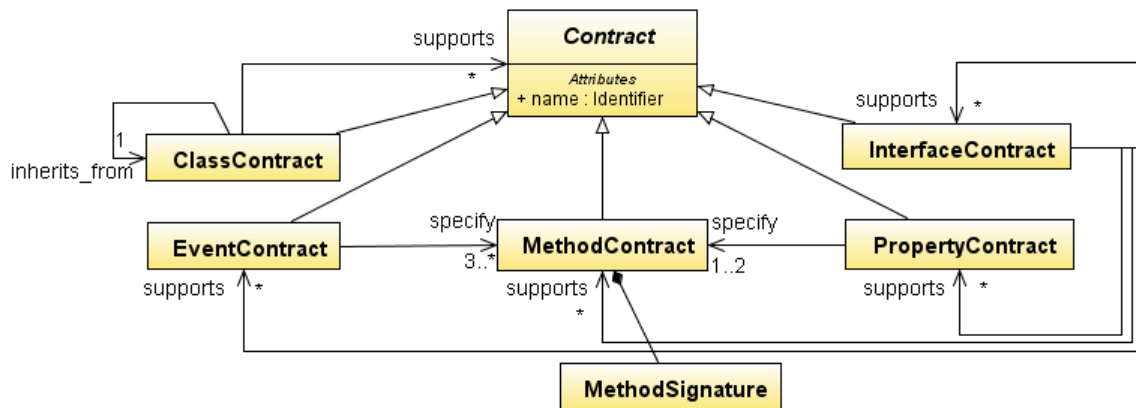 supports
*
Contract
Attributes
+ name : Identifier
supports
*
1
inherits_from
ClassContract
InterfaceContract
EventContract
specify
3..*
MethodContract
specify
1..2
PropertyContract
supports
*
supports
*
supports
*
MethodSignature